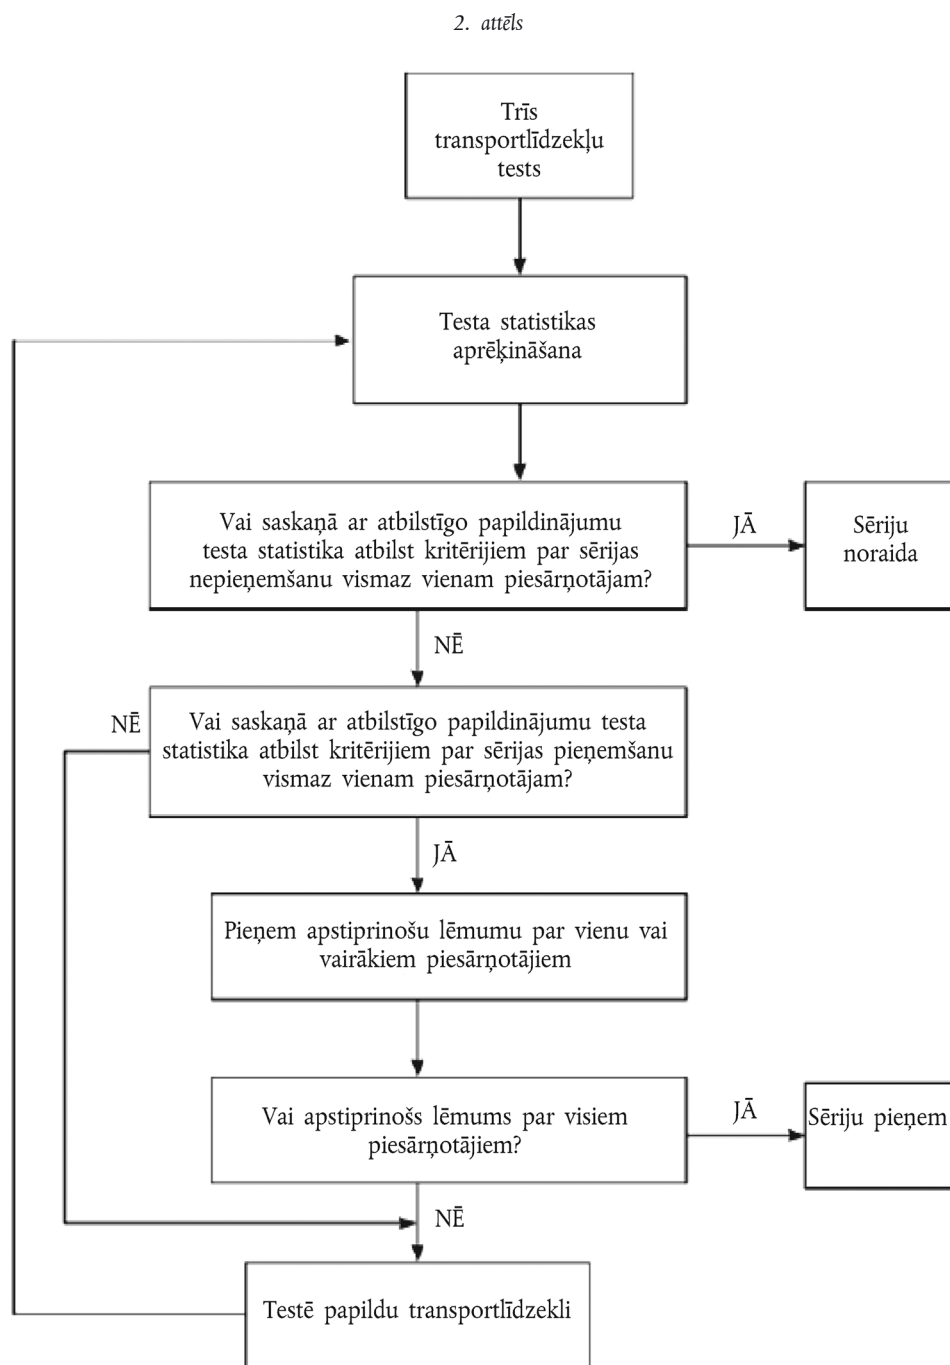 2. attēls
Trīs
transportlīdzekļu
tests
Testa statistikas
aprēķināšana
Vai saskaņā ar atbilstīgo papildinājumu
testa statistika atbilst kritērijiem par sērijas
nepieņemšanu vismaz vienam piesārņotājam?
JĀ
Sēriju
noraida
NĒ
NĒ
Vai saskaņā ar atbilstīgo papildinājumu testa
statistika atbilst kritērijiem par sērijas pieņemšanu
vismaz vienam piesārņotājam?
JĀ
Pieņem apstiprinošu lēmumu par vienu vai
vairākiem piesārņotājiem
Vai apstiprinošs lēmums par visiem
piesārņotājiem?
JĀ
Sēriju pieņem
NĒ
Testē papildu transportlīdzekli